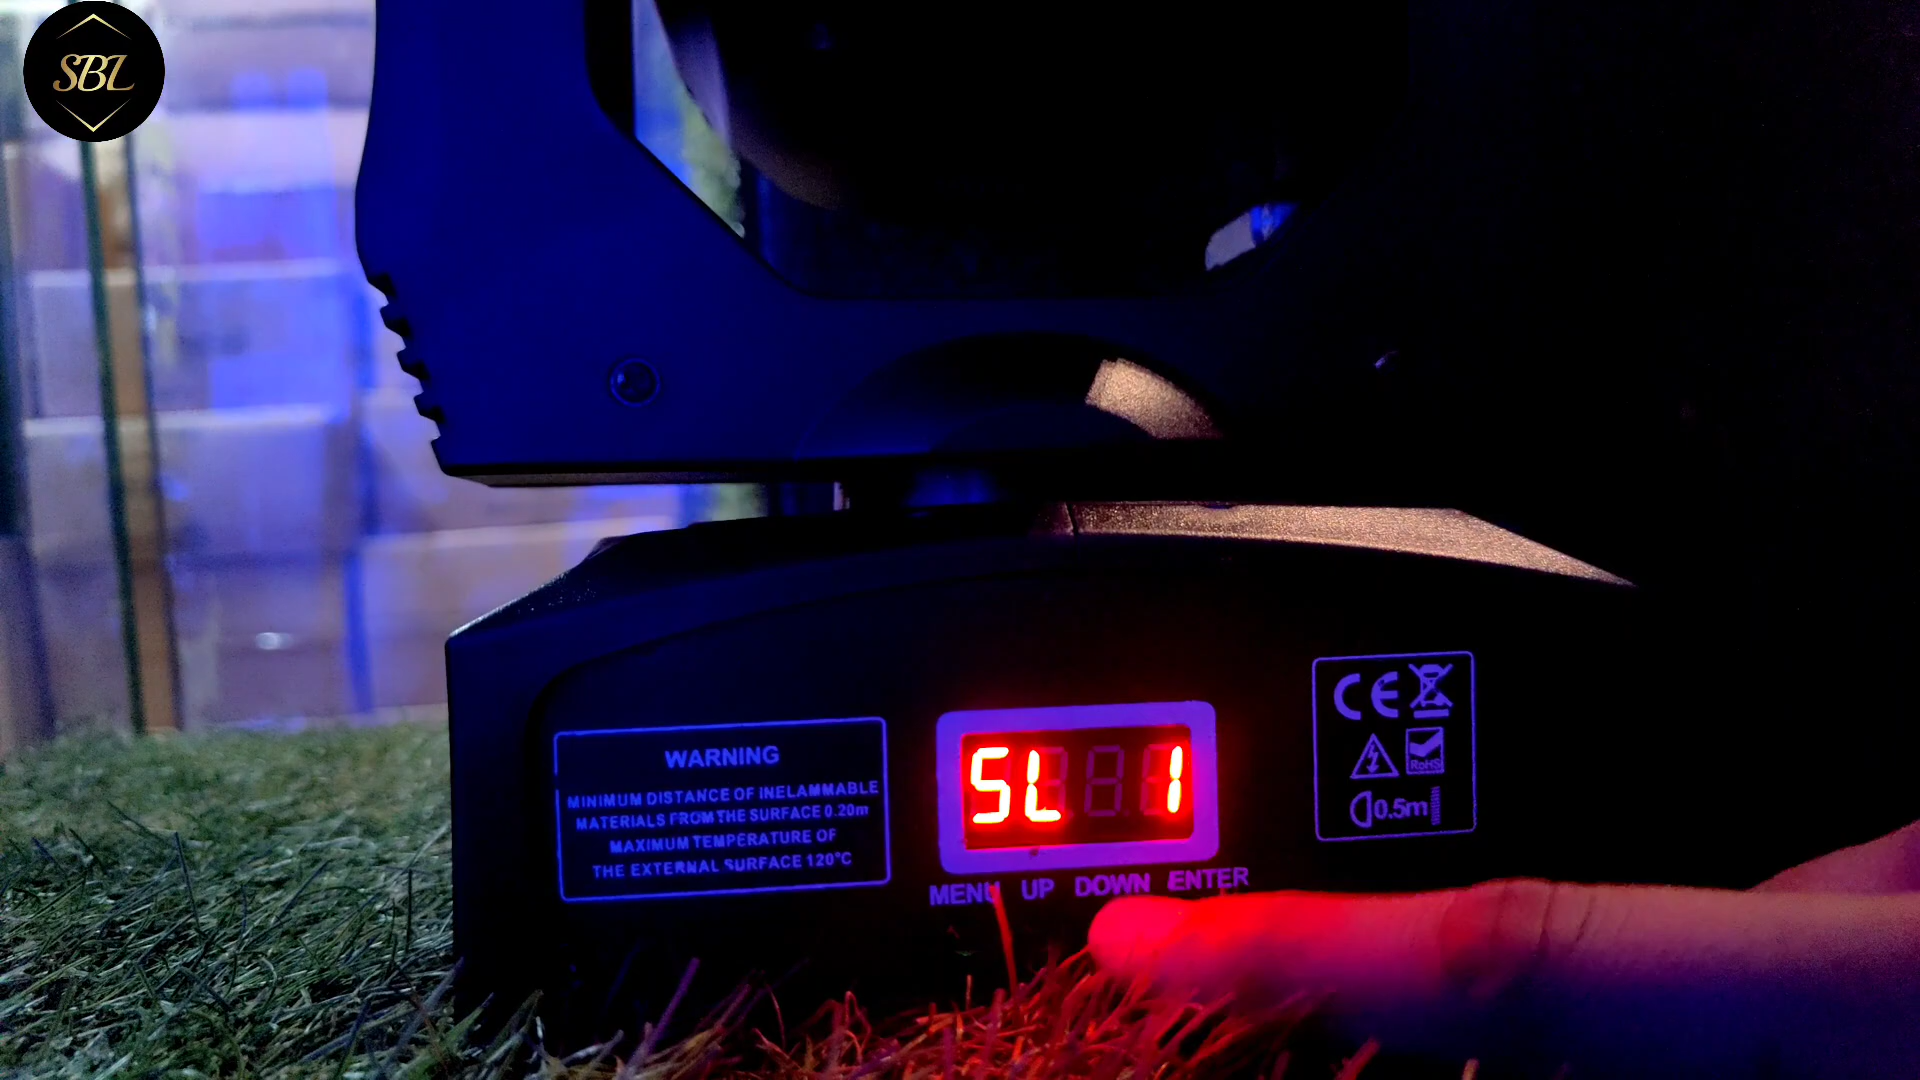 SBL
WARNING
MINIMUM DISTANCE OF INELAMMABLE
MATERIALS FROM THE SURFACE 0.20m
MAXIMUM TEMPERATURE OF
THE EXTERNAL SURFACE 120°C
SL 1
MENU UP DOWN ENTER
CE
RoHS
0.5m